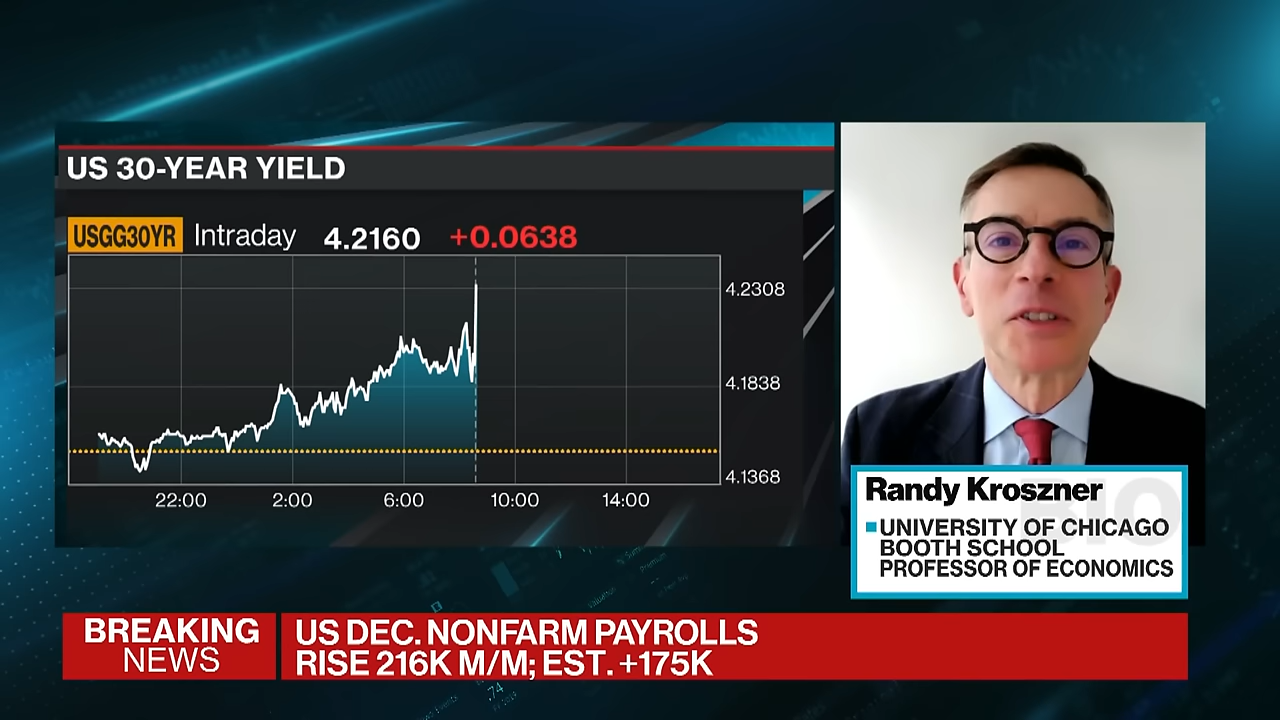 US 30-YEAR YIELD
USGG30YR Intraday 4.2160 +0.0638
4.2308
4.1838
4.1368
22:00 2:00 6:00 10:00 14:00
Randy Kroszner
BIO
UNIVERSITY OF CHICAGO
BOOTH SCHOOL
PROFESSOR OF ECONOMICS
BREAKING
NEWS
US DEC. NONFARM PAYROLLS
RISE 216K M/M; EST. +175K
.74